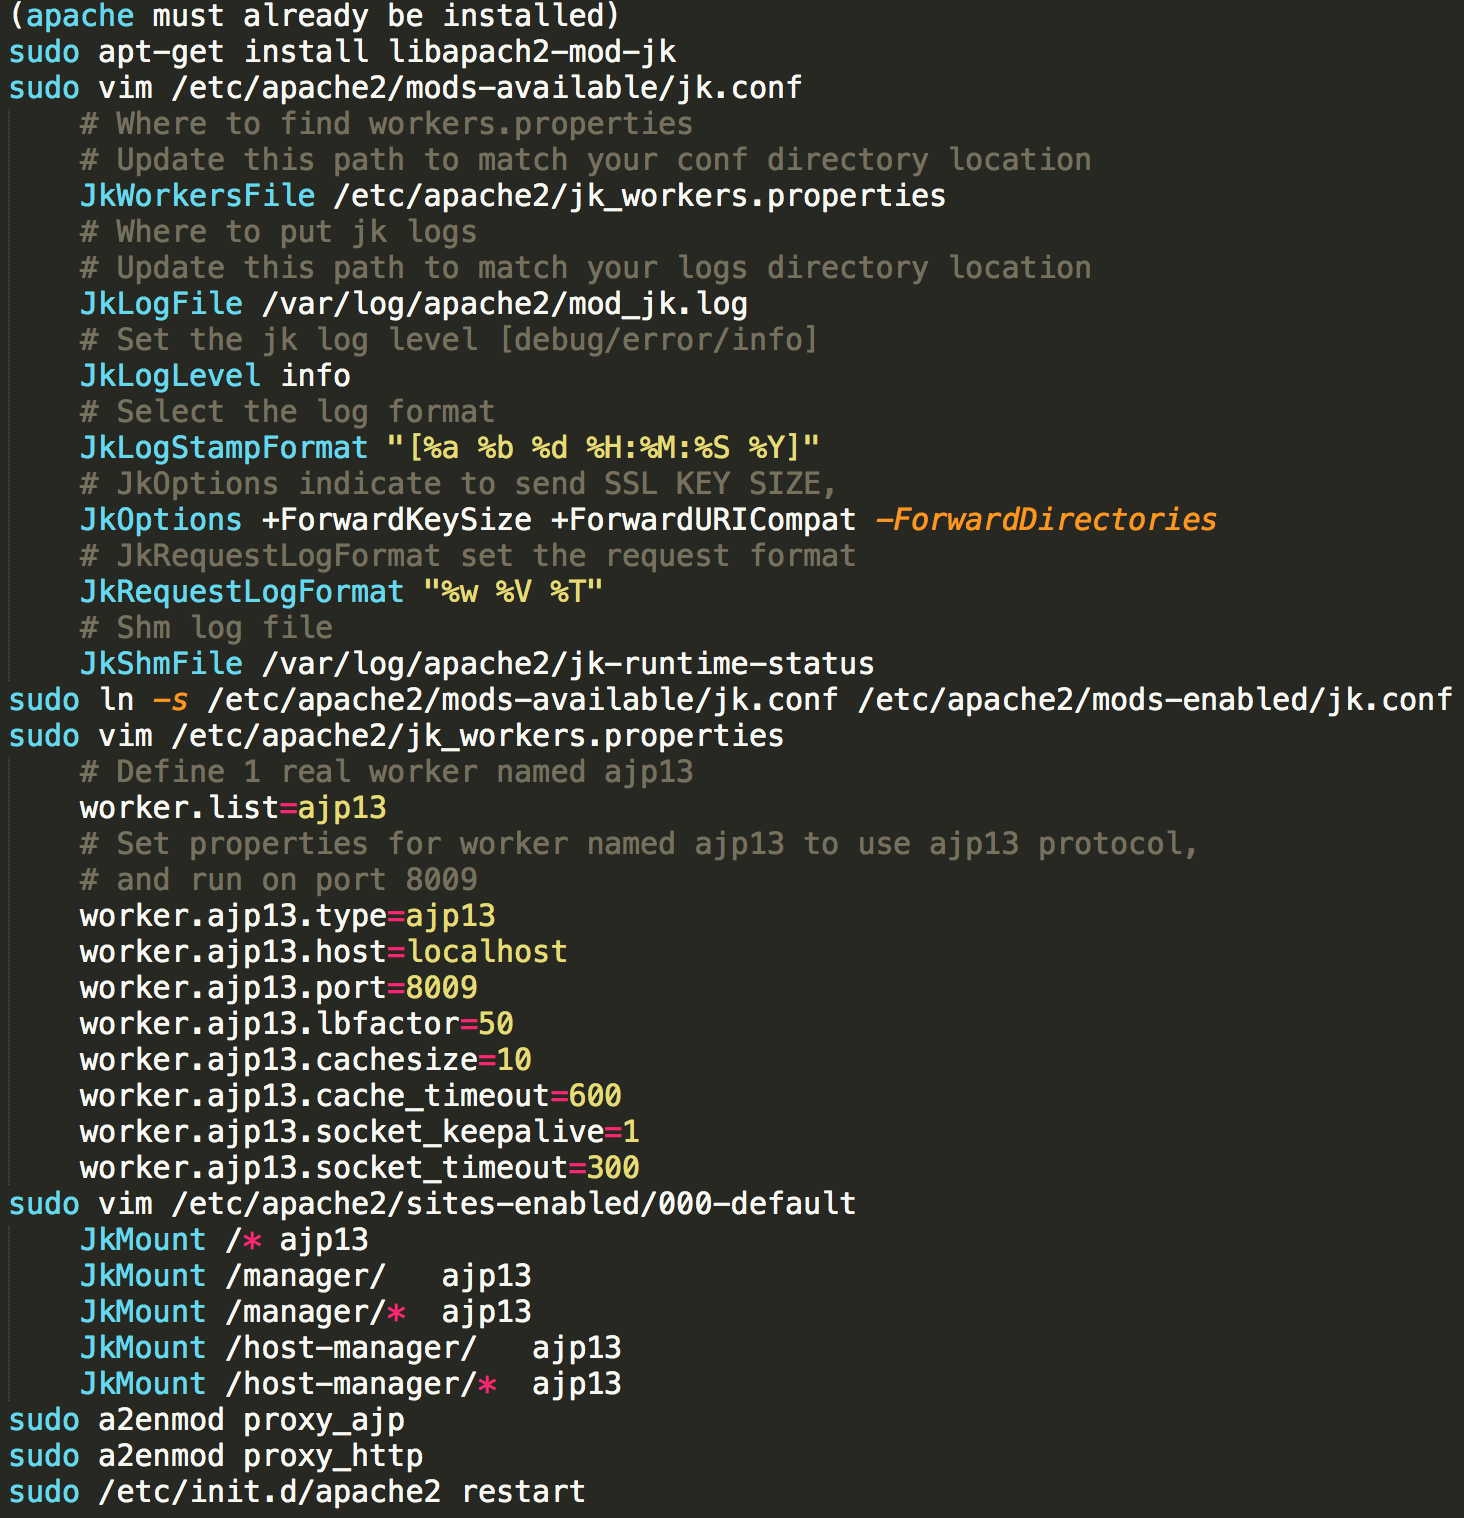 (apache must already be installed)
sudo apt-get install libapach2-mod-jk
sudo vim /etc/apache2/mods-available/jk.conf
    # Where to find workers.properties
    # Update this path to match your conf directory location
    JkWorkersFile /etc/apache2/jk_workers.properties
    # Where to put jk logs
    # Update this path to match your logs directory location
    JkLogFile /var/log/apache2/mod_jk.log
    # Set the jk log level [debug/error/info]
    JkLogLevel info
    # Select the log format
    JkLogStampFormat "[%a %b %d %H:%M:%S %Y]"
    # JkOptions indicate to send SSL KEY SIZE,
    JkOptions +ForwardKeySize +ForwardURICompat -ForwardDirectories
    # JkRequestLogFormat set the request format
    JkRequestLogFormat "%w %V %T"
    # Shm log file
    JkShmFile /var/log/apache2/jk-runtime-status
sudo ln -s /etc/apache2/mods-available/jk.conf /etc/apache2/mods-enabled/jk.conf
sudo vim /etc/apache2/jk_workers.properties
    # Define 1 real worker named ajp13
    worker.list=ajp13
    # Set properties for worker named ajp13 to use ajp13 protocol,
    # and run on port 8009
    worker.ajp13.type=ajp13
    worker.ajp13.host=localhost
    worker.ajp13.port=8009
    worker.ajp13.lbfactor=50
    worker.ajp13.cachesize=10
    worker.ajp13.cache_timeout=600
    worker.ajp13.socket_keepalive=1
    worker.ajp13.socket_timeout=300
sudo vim /etc/apache2/sites-enabled/000-default
    JkMount /* ajp13
    JkMount /manager/   ajp13
    JkMount /manager/*  ajp13
    JkMount /host-manager/   ajp13
    JkMount /host-manager/*  ajp13
sudo a2enmod proxy_ajp
sudo a2enmod proxy_http
sudo /etc/init.d/apache2 restart